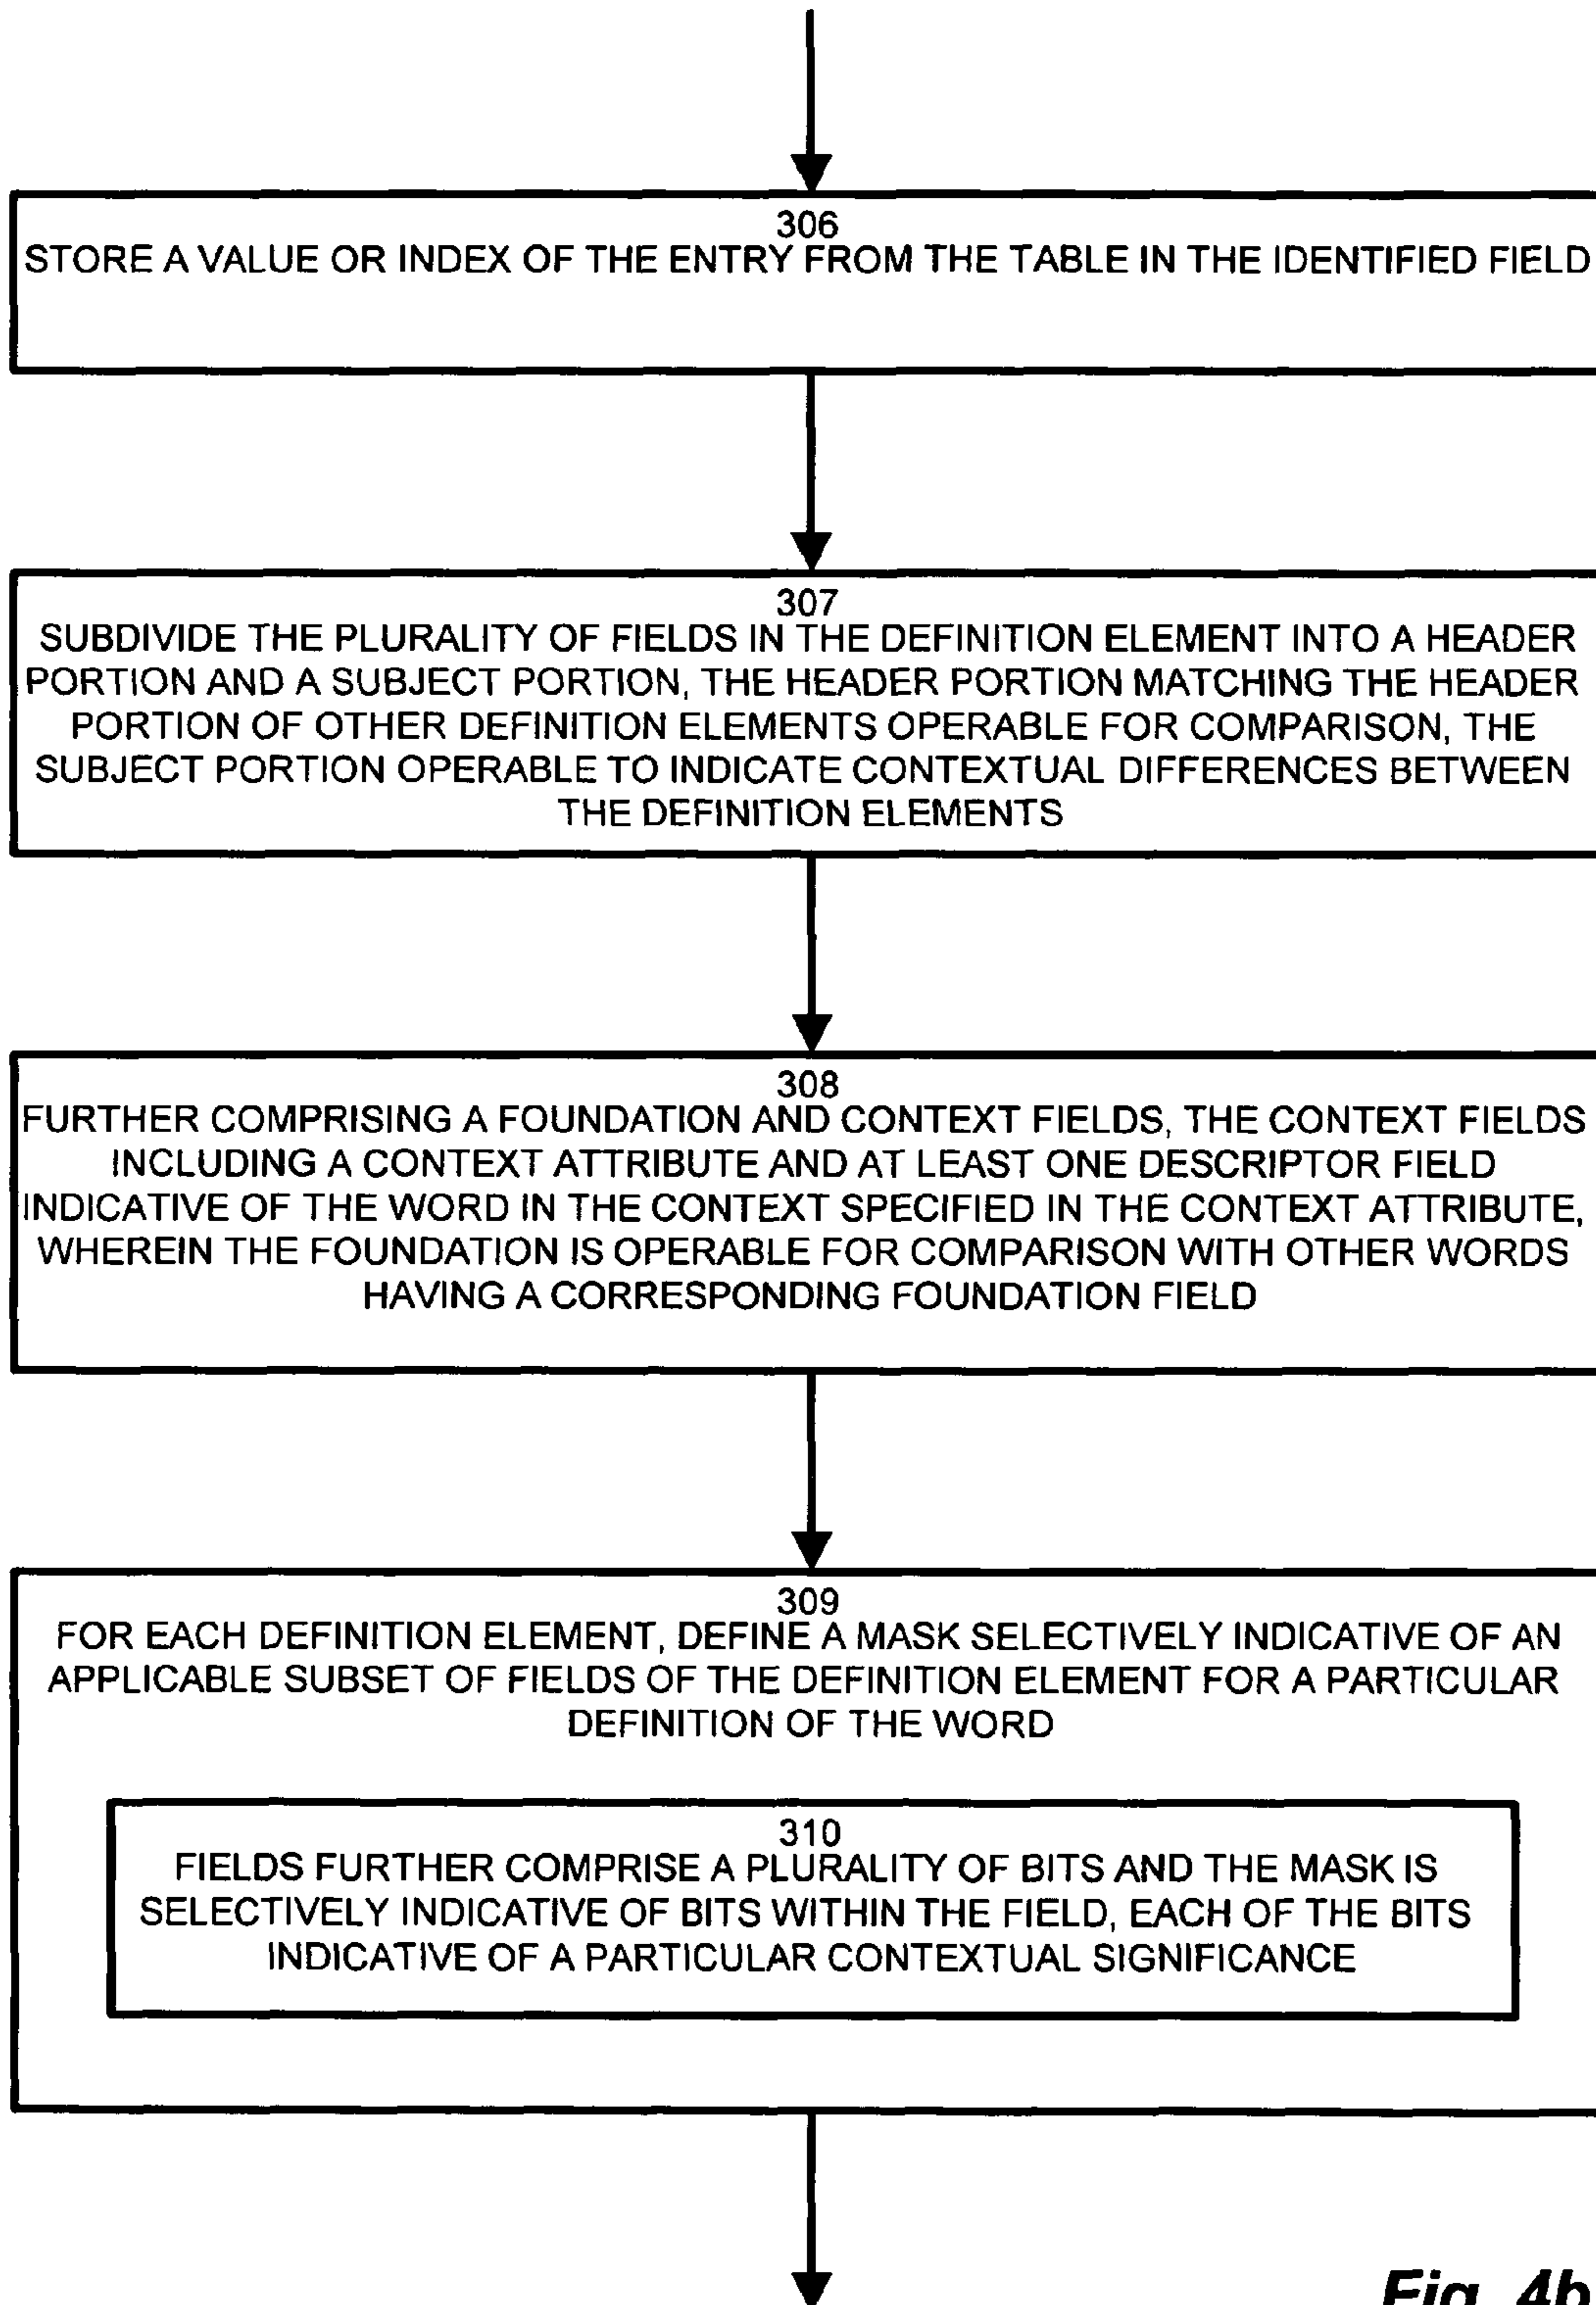 306
STORE A VALUE OR INDEX OF THE ENTRY FROM THE TABLE IN THE IDENTIFIED FIELD
307
SUBDIVIDE THE PLURALITY OF FIELDS IN THE DEFINITION ELEMENT INTO A HEADER
PORTION AND A SUBJECT PORTION, THE HEADER PORTION MATCHING THE HEADER
PORTION OF OTHER DEFINITION ELEMENTS OPERABLE FOR COMPARISON, THE
SUBJECT PORTION OPERABLE TO INDICATE CONTEXTUAL DIFFERENCES BETWEEN
THE DEFINITION ELEMENTS
308
FURTHER COMPRISING A FOUNDATION AND CONTEXT FIELDS, THE CONTEXT FIELDS
INCLUDING A CONTEXT ATTRIBUTE AND AT LEAST ONE DESCRIPTOR FIELD
INDICATIVE OF THE WORD IN THE CONTEXT SPECIFIED IN THE CONTEXT ATTRIBUTE,
WHEREIN THE FOUNDATION IS OPERABLE FOR COMPARISON WITH OTHER WORDS
HAVING A CORRESPONDING FOUNDATION FIELD
309
FOR EACH DEFINITION ELEMENT, DEFINE A MASK SELECTIVELY INDICATIVE OF AN
APPLICABLE SUBSET OF FIELDS OF THE DEFINITION ELEMENT FOR A PARTICULAR
DEFINITION OF THE WORD
310
FIELDS FURTHER COMPRISE A PLURALITY OF BITS AND THE MASK IS
SELECTIVELY INDICATIVE OF BITS WITHIN THE FIELD, EACH OF THE BITS
INDICATIVE OF A PARTICULAR CONTEXTUAL SIGNIFICANCE
Fig. 4b